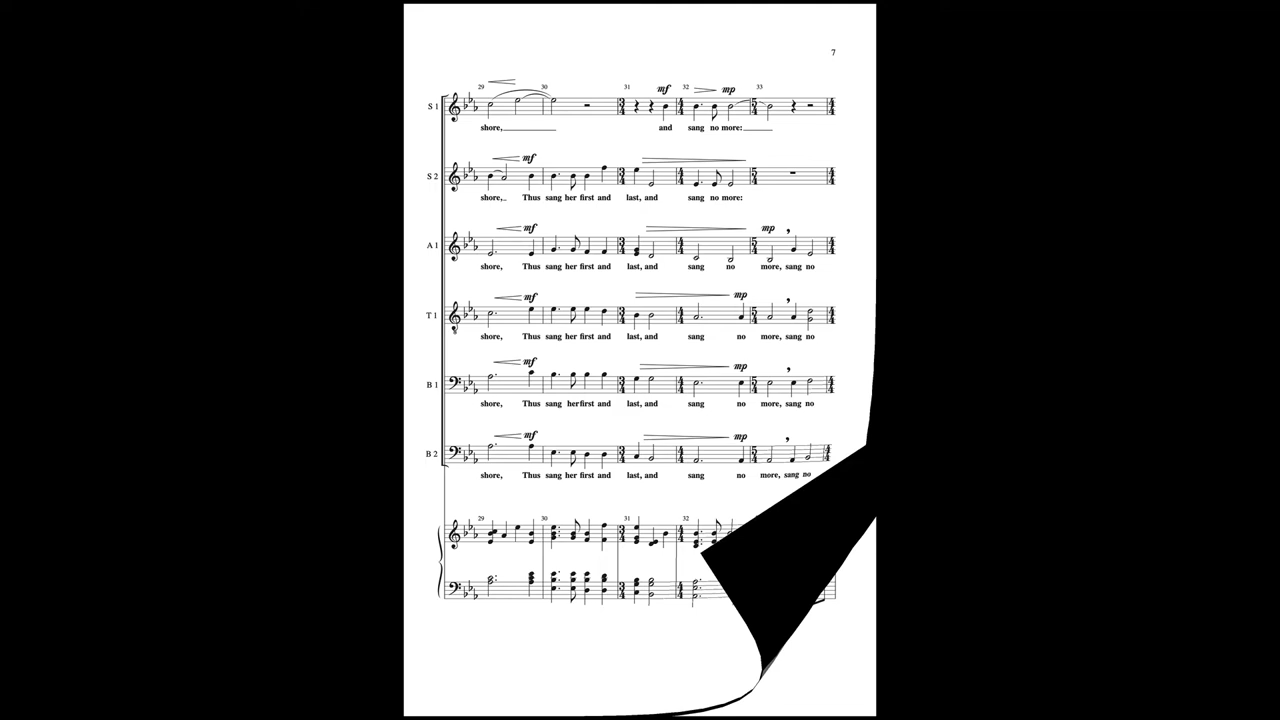 7
29 30 31 mf 32 mp 33
S 1
shore, and sang no more:
mf
S 2
shore, Thus sang her first and last, and sang no more:
mf mp
A 1
shore, Thus sang her first and last, and sang no more, sang no
mf mp
T 1
shore, Thus sang her first and last, and sang no more, sang no
mf mp
B 1
shore, Thus sang her first and last, and sang no more, sang no
mf mp
B 2
shore, Thus sang her first and last, and sang no more, sang no
29 30 31 32